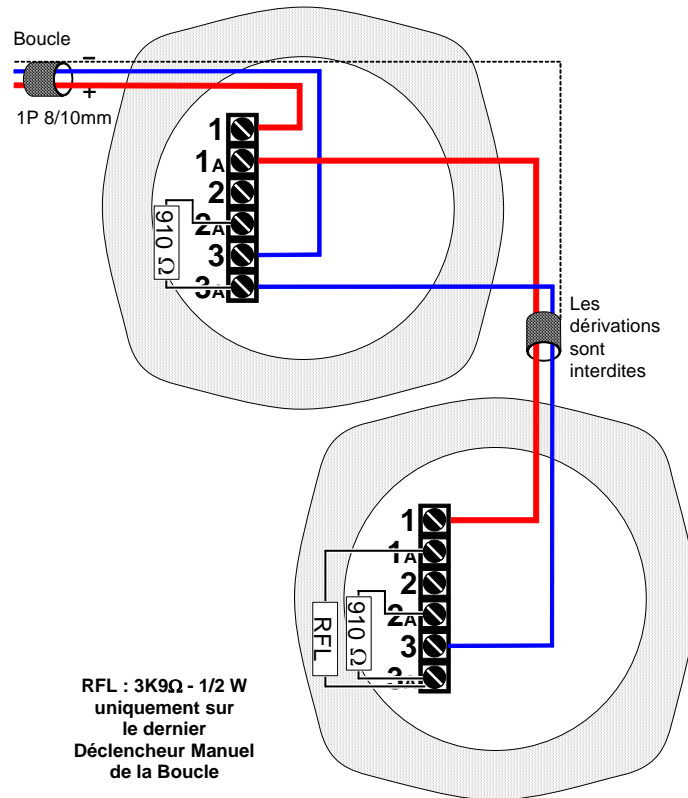 Boucle
−
+
1P 8/10mm
1
1A
2
2A
3
3A
910 Ω
Les
dérivations
sont
interdites
1
1A
2
2A
3
3A
910 Ω
RFL
RFL : 3K9Ω - 1/2 W
uniquement sur
le dernier
Déclencheur Manuel
de la Boucle